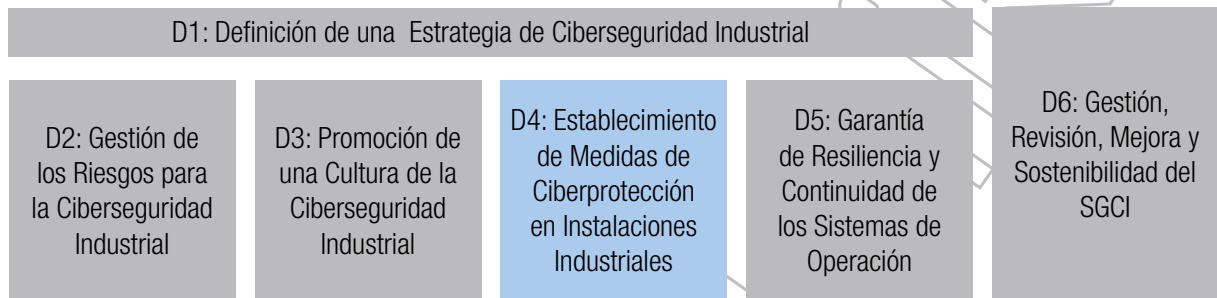 D1: Definición de una Estrategia de Ciberseguridad Industrial
D2: Gestión de
los Riesgos para
la Ciberseguridad
Industrial
D3: Promoción de
una Cultura de la
Ciberseguridad
Industrial
D4: Establecimiento
de Medidas de
Ciberprotección
en Instalaciones
Industriales
D5: Garantía
de Resiliencia y
Continuidad de
los Sistemas de
Operación
D6: Gestión,
Revisión, Mejora y
Sostenibilidad del
SGCI